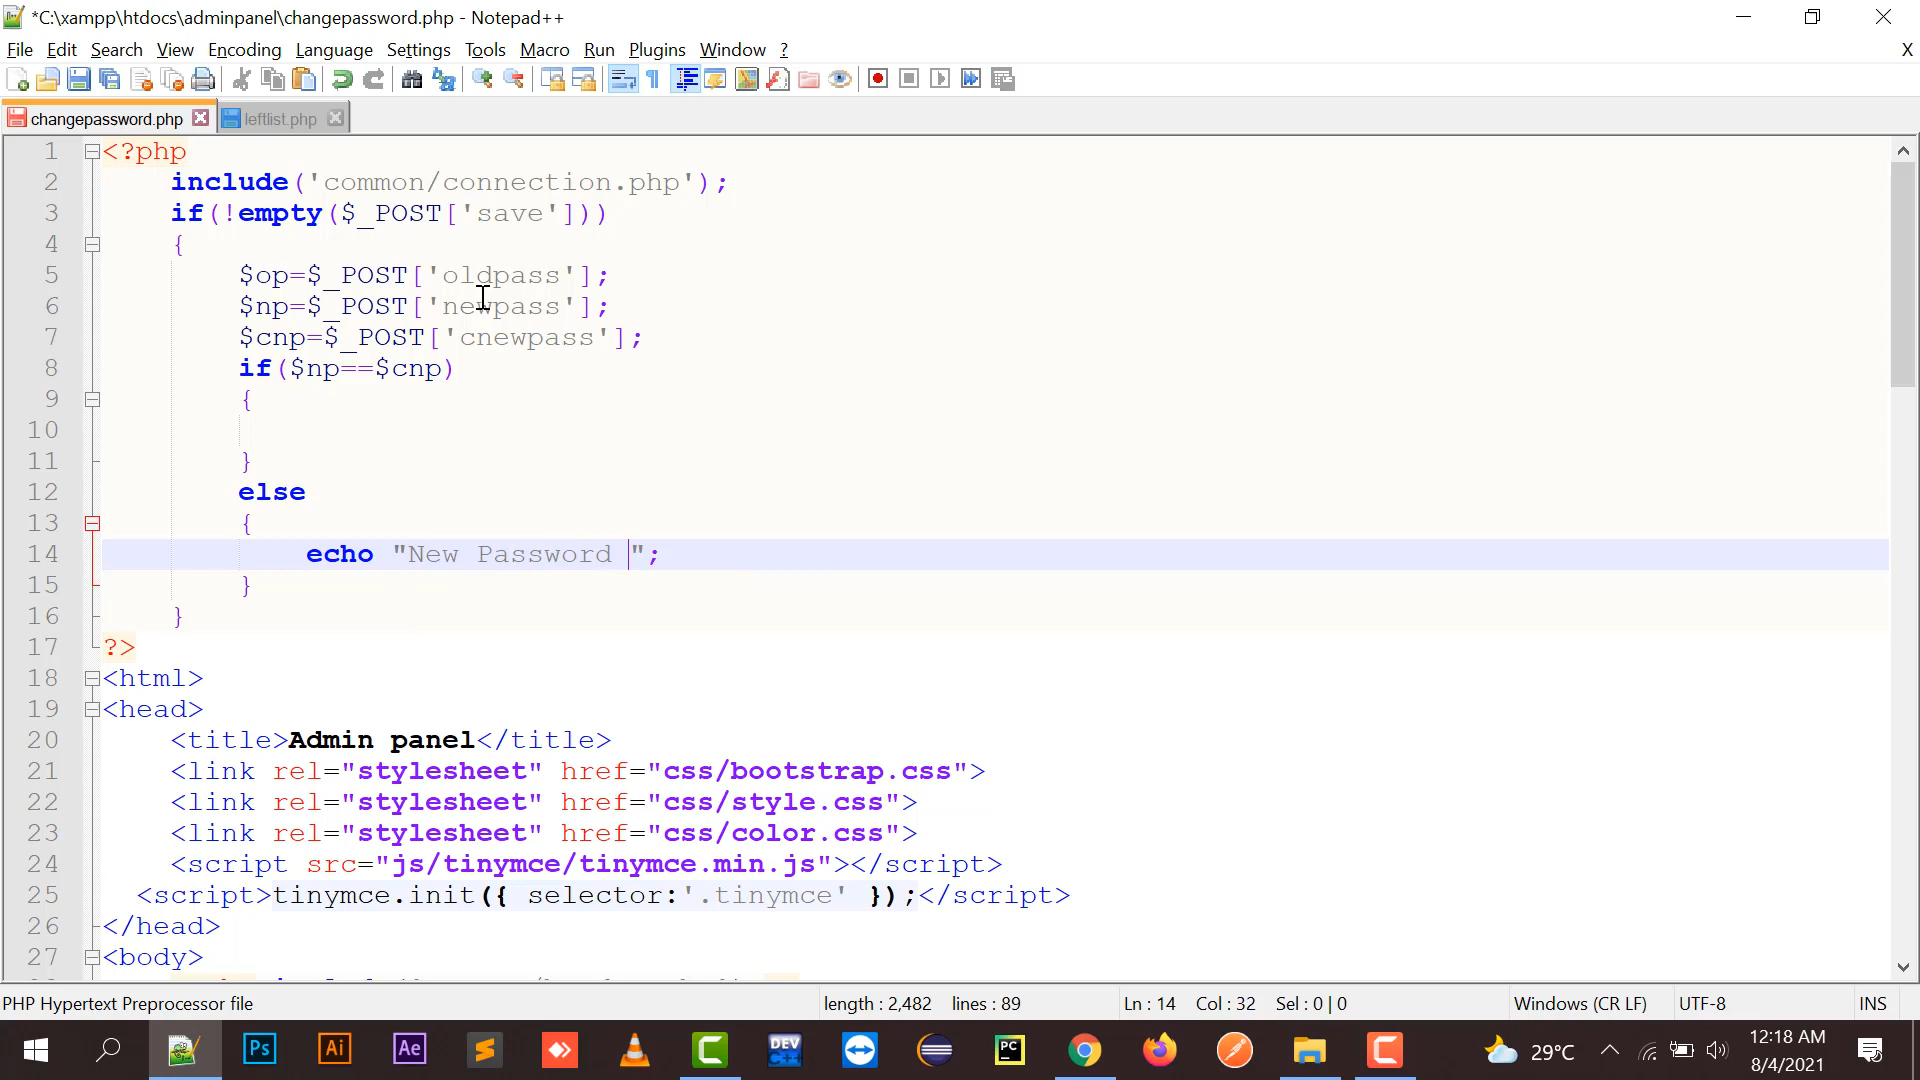 *C:\xampp\htdocs\adminpanel\changepassword.php - Notepad++
File Edit Search View Encoding Language Settings Tools Macro Run Plugins Window ? X
changepassword.php leftlist.php
1 <?php
2 include('common/connection.php');
3 if(!empty($_POST['save']))
4 {
5 $op=$_POST['oldpass'];
6 $np=$_POST['newpass'];
7 $cnp=$_POST['cnewpass'];
8 if($np==$cnp)
9 {
10
11 }
12 else
13 {
14 echo "New Password ";
15 }
16 }
17 ?>
18 <html>
19 <head>
20 <title>Admin panel</title>
21 <link rel="stylesheet" href="css/bootstrap.css">
22 <link rel="stylesheet" href="css/style.css">
23 <link rel="stylesheet" href="css/color.css">
24 <script src="js/tinymce/tinymce.min.js"></script>
25 <script>tinymce.init({ selector:'.tinymce' });</script>
26 </head>
27 <body>
PHP Hypertext Preprocessor file length : 2,482 lines : 89 Ln : 14 Col : 32 Sel : 0 | 0 Windows (CR LF) UTF-8 INS
Ps Ai Ae DEV C++ PC 29°C 12:18 AM
8/4/2021